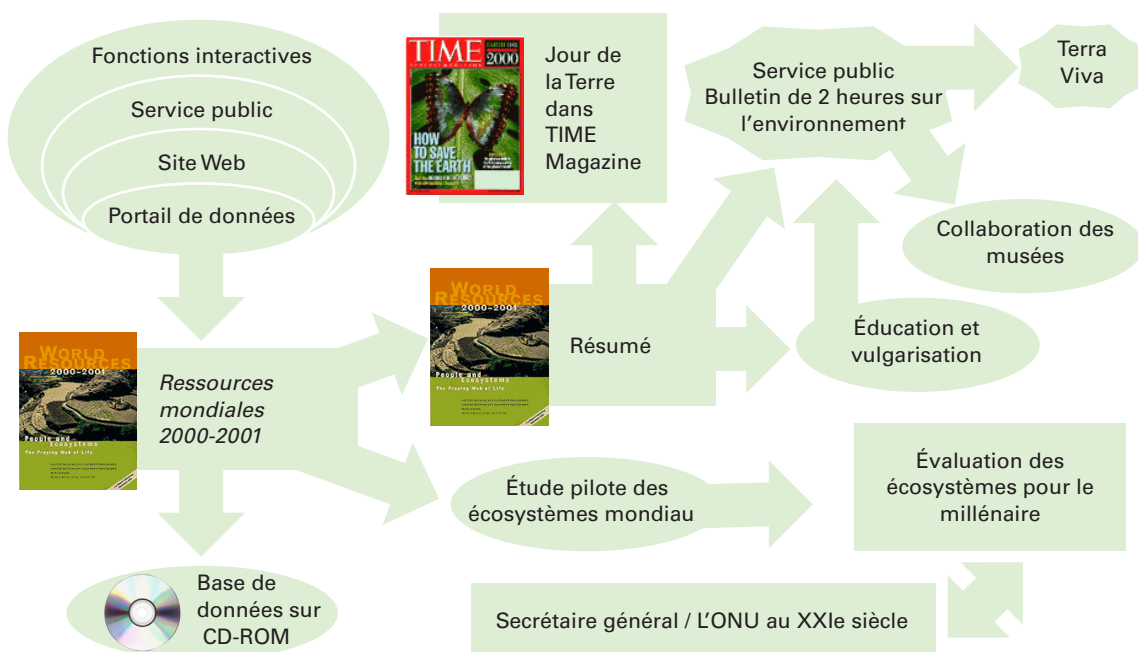 Fonctions interactives
Service public
Site Web
Portail de données
TIME
2000
HOW
TO SAVE
THE EARTH
Jour de
la Terre
dans
TIME
Magazine
Service public
Bulletin de 2 heures sur
l'environnement
Terra
Viva
Collaboration des
musées
WORLD
RESOURCES
2000-2001
People and
Ecosystems
The Fraying Web of Life
Ressources
mondiales
2000-2001
WORLD
RESOURCES
2000-2001
People and
Ecosystems
The Fraying Web of Life
Résumé
Éducation et
vulgarisation
Étude pilote des
écosystèmes mondiau
Évaluation des
écosystèmes pour le
millénaire
Base de
données sur
CD-ROM
Secrétaire général / L'ONU au XXIe siècle